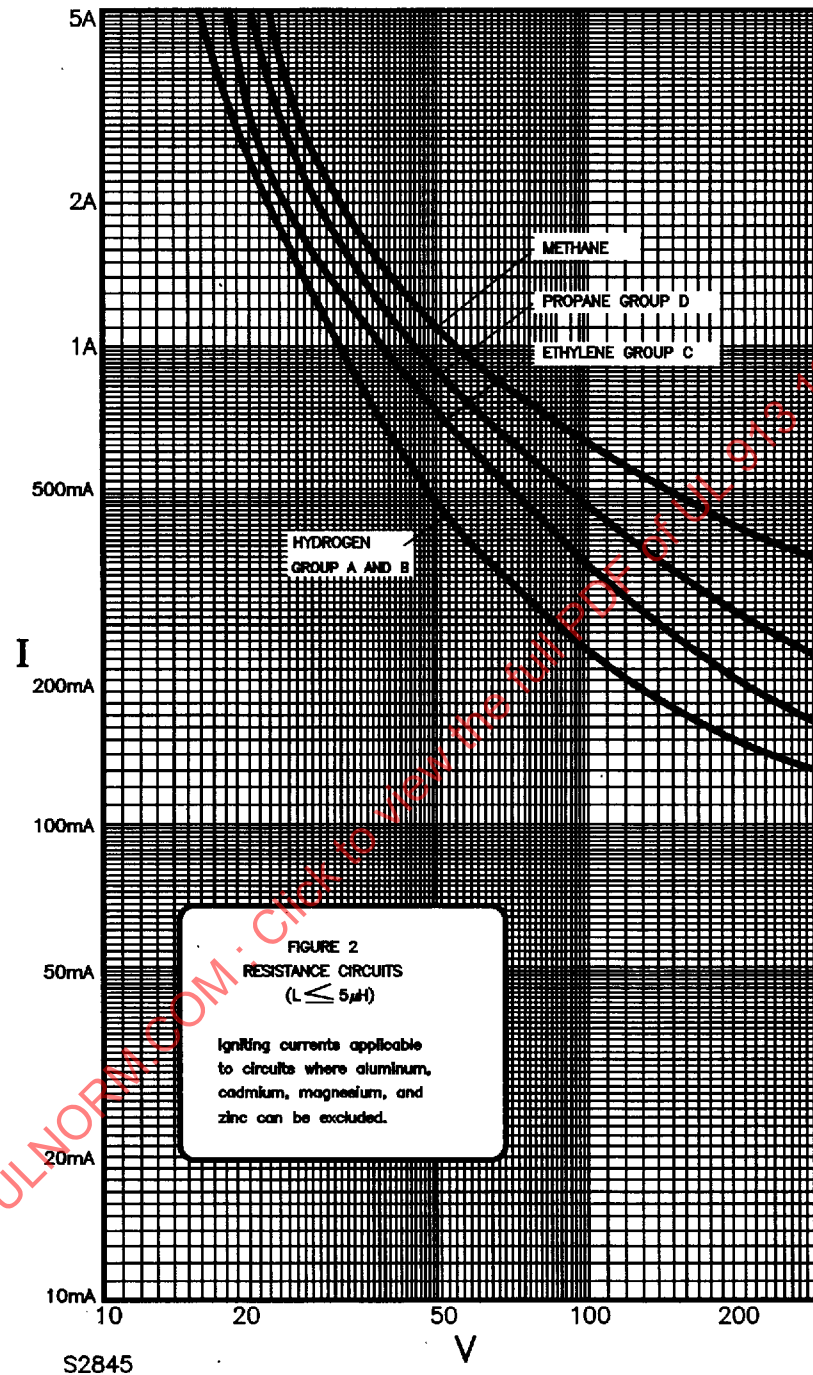 5A
2A
METHANE
PROPANE GROUP D
1A
ETHYLENE GROUP C
500mA
HYDROGEN
GROUP A AND B
I
200mA
100mA
FIGURE 2
RESISTANCE CIRCUITS
(L ≤ 5µH)
50mA
Igniting currents applicable
to circuits where aluminum,
cadmium, magnesium, and
zinc can be excluded.
20mA
10mA
10 20 50 100 200
V
S2845
ULNORM.COM : Click to view the full PDF of UL 913 1